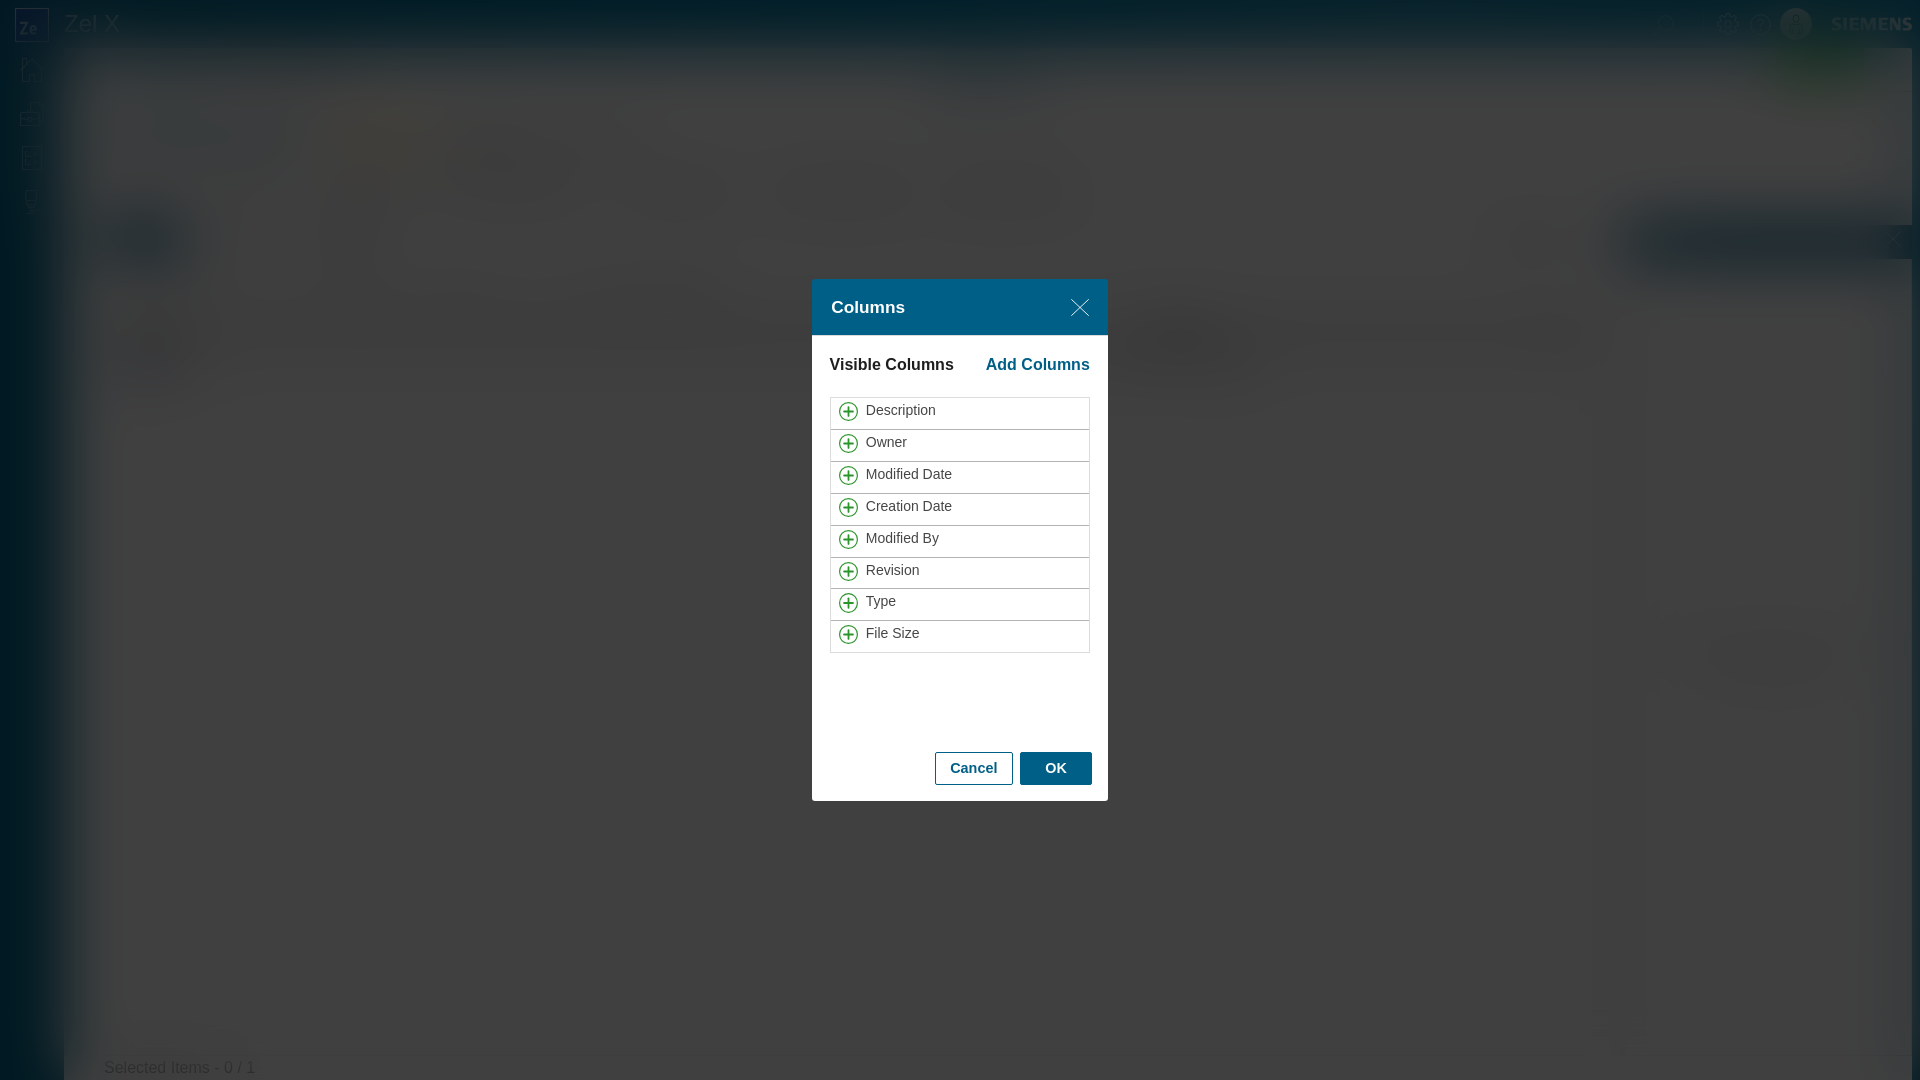 Ze Zel X SIEMENS
Columns
Visible Columns Add Columns
Description
Owner
Modified Date
Creation Date
Modified By
Revision
Type
File Size
Cancel OK
Selected Items - 0 / 1